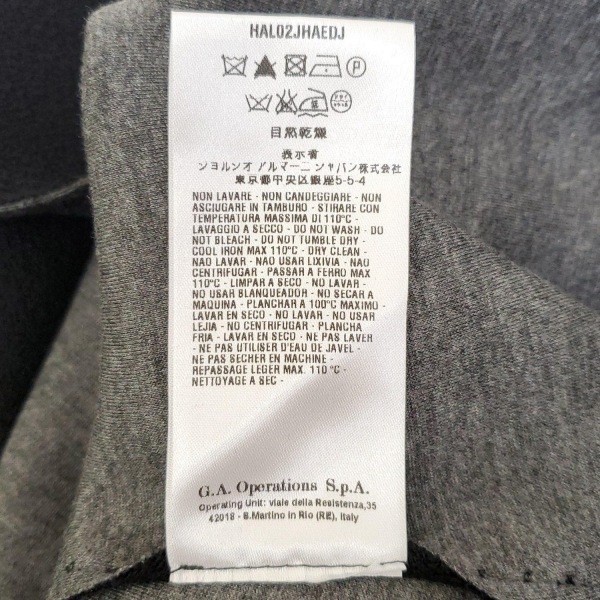 HAL02JHAEDJ
P
自然乾燥
表示者
ジョルジオ アルマーニ ジャパン株式会社
東京都中央区銀座5-5-4
NON LAVARE - NON CANDEGGIARE - NON
ASCIUGARE IN TAMBURO - STIRARE CON
TEMPERATURA MASSIMA DI 110°C -
LAVAGGIO A SECCO - DO NOT WASH - DO
NOT BLEACH - DO NOT TUMBLE DRY -
COOL IRON MAX 110°C - DRY CLEAN -
NÃO LAVAR - NÃO USAR LIXIVIA - NÃO
CENTRIFUGAR - PASSAR A FERRO MAX
110°C - LIMPAR A SECO - NO LAVAR -
NO USAR BLANQUEADOR - NO SECAR A
MAQUINA - PLANCHAR A 100°C MAXIMO -
LAVAR EN SECO - NO LAVAR - NO USAR
LEJIA - NO CENTRIFUGAR - PLANCHA
FRIA - LAVAR EN SECO - NE PAS LAVER
- NE PAS UTILISER D'EAU DE JAVEL -
NE PAS SECHER EN MACHINE -
REPASSAGE LEGER MAX. 110°C -
NETTOYAGE A SEC -
G.A. Operations S.p.A.
Operating Unit: viale della Resistenza,35
42018 - S.Martino in Rio (RE), Italy